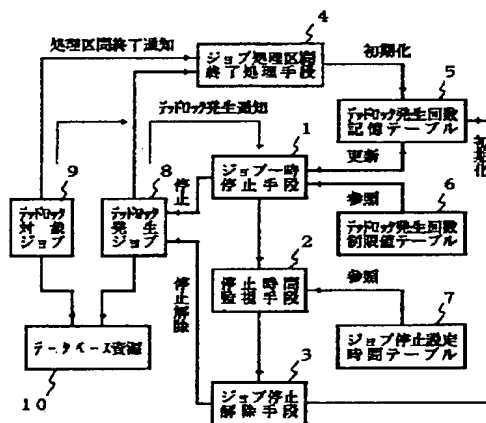 4
処理区間終了通知
ジョブ処理区間
終了処理手段
初期化
5
デッドロック発生通知
デッドロック発生回数
記憶テーブル
1
9
8
停止
ジョブ一時
停止手段
更新
初期化
参照
6
デッドロック
対象
ジョブ
デッドロック
発生
ジョブ
デッドロック発生回数
制限値テーブル
2
停止解除
停止時間
監視手段
参照
7
データベース資源
ジョブ停止設定
時間テーブル
3
10
ジョブ停止
解除手段